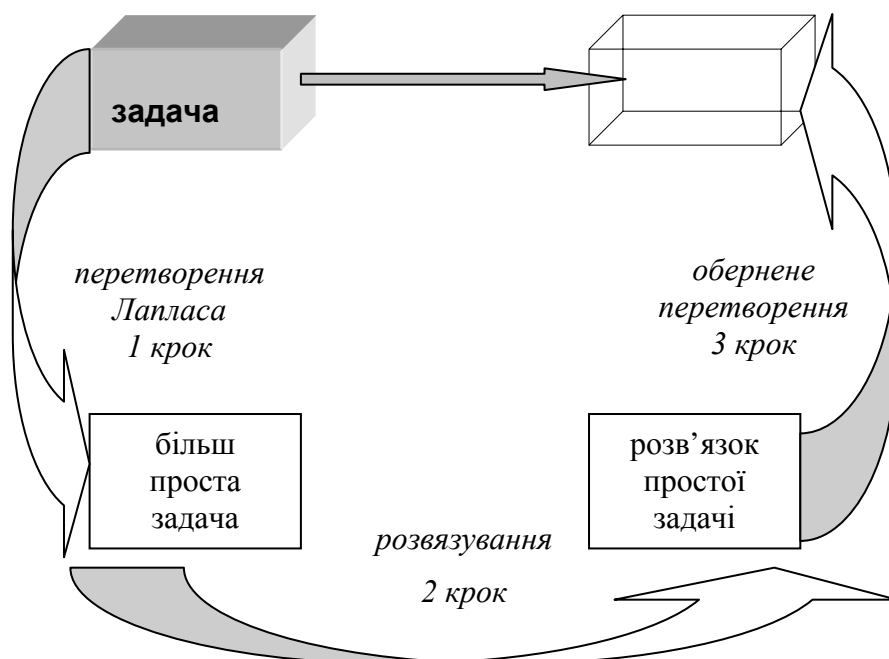 задача
перетворення
Лапласа
1 крок
обернене
перетворення
3 крок
більш
проста
задача
розв’язок
простої
задачі
розвязування
2 крок